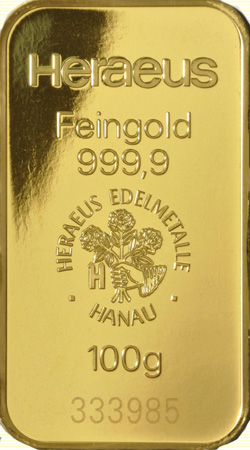 Heraeus
Feingold
999,9
HERAEUS EDELMETALLE
H
· HANAU ·
100g
333985